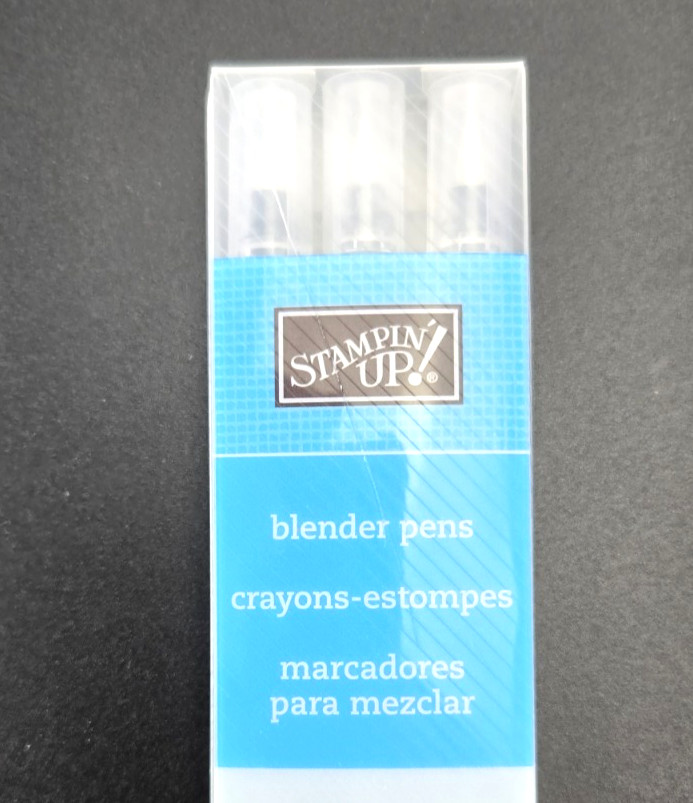 STAMPIN'
UP!®
blender pens
crayons-estompes
marcadores
para mezclar